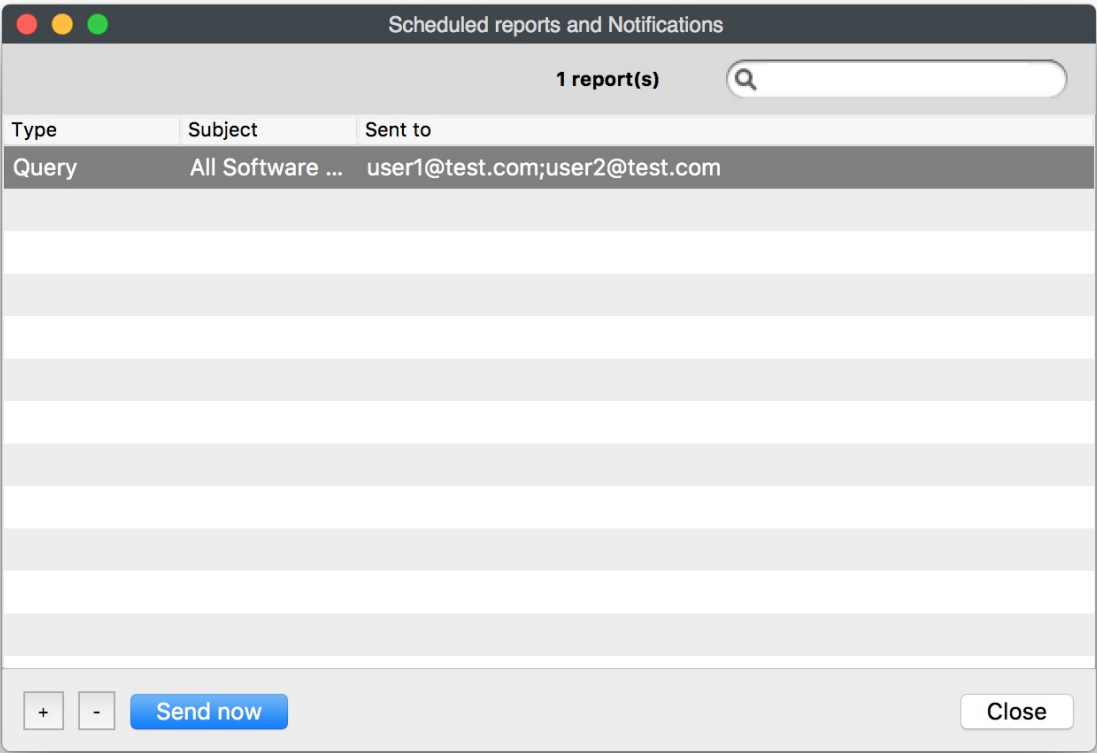 Scheduled reports and Notifications
1 report(s)
Type Subject Sent to
Query All Software ... user1@test.com;user2@test.com
+ - Send now Close